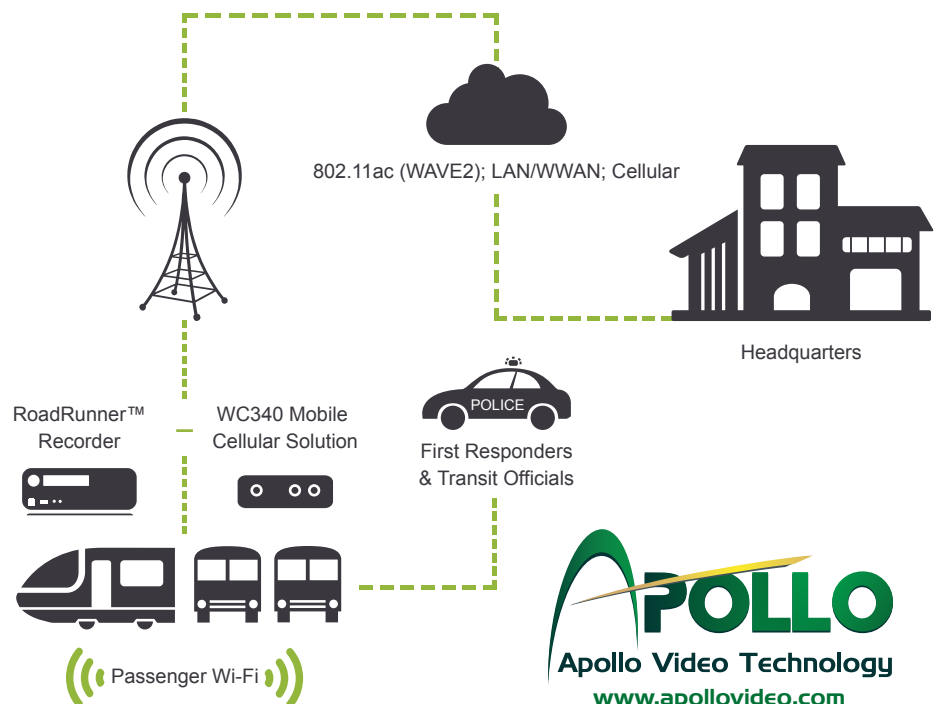 802.11ac (WAVE2); LAN/WWAN; Cellular
Headquarters
RoadRunner™
Recorder
WC340 Mobile
Cellular Solution
POLICE
First Responders
& Transit Officials
Passenger Wi-Fi
APOLLO
Apollo Video Technology
www.apollovideo.com